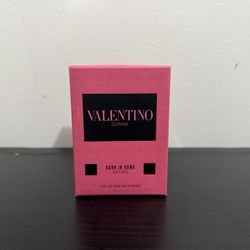 VALENTINO
DONNA
BORN IN ROMA
INTENSE
EAU DE PARFUM INTENSE